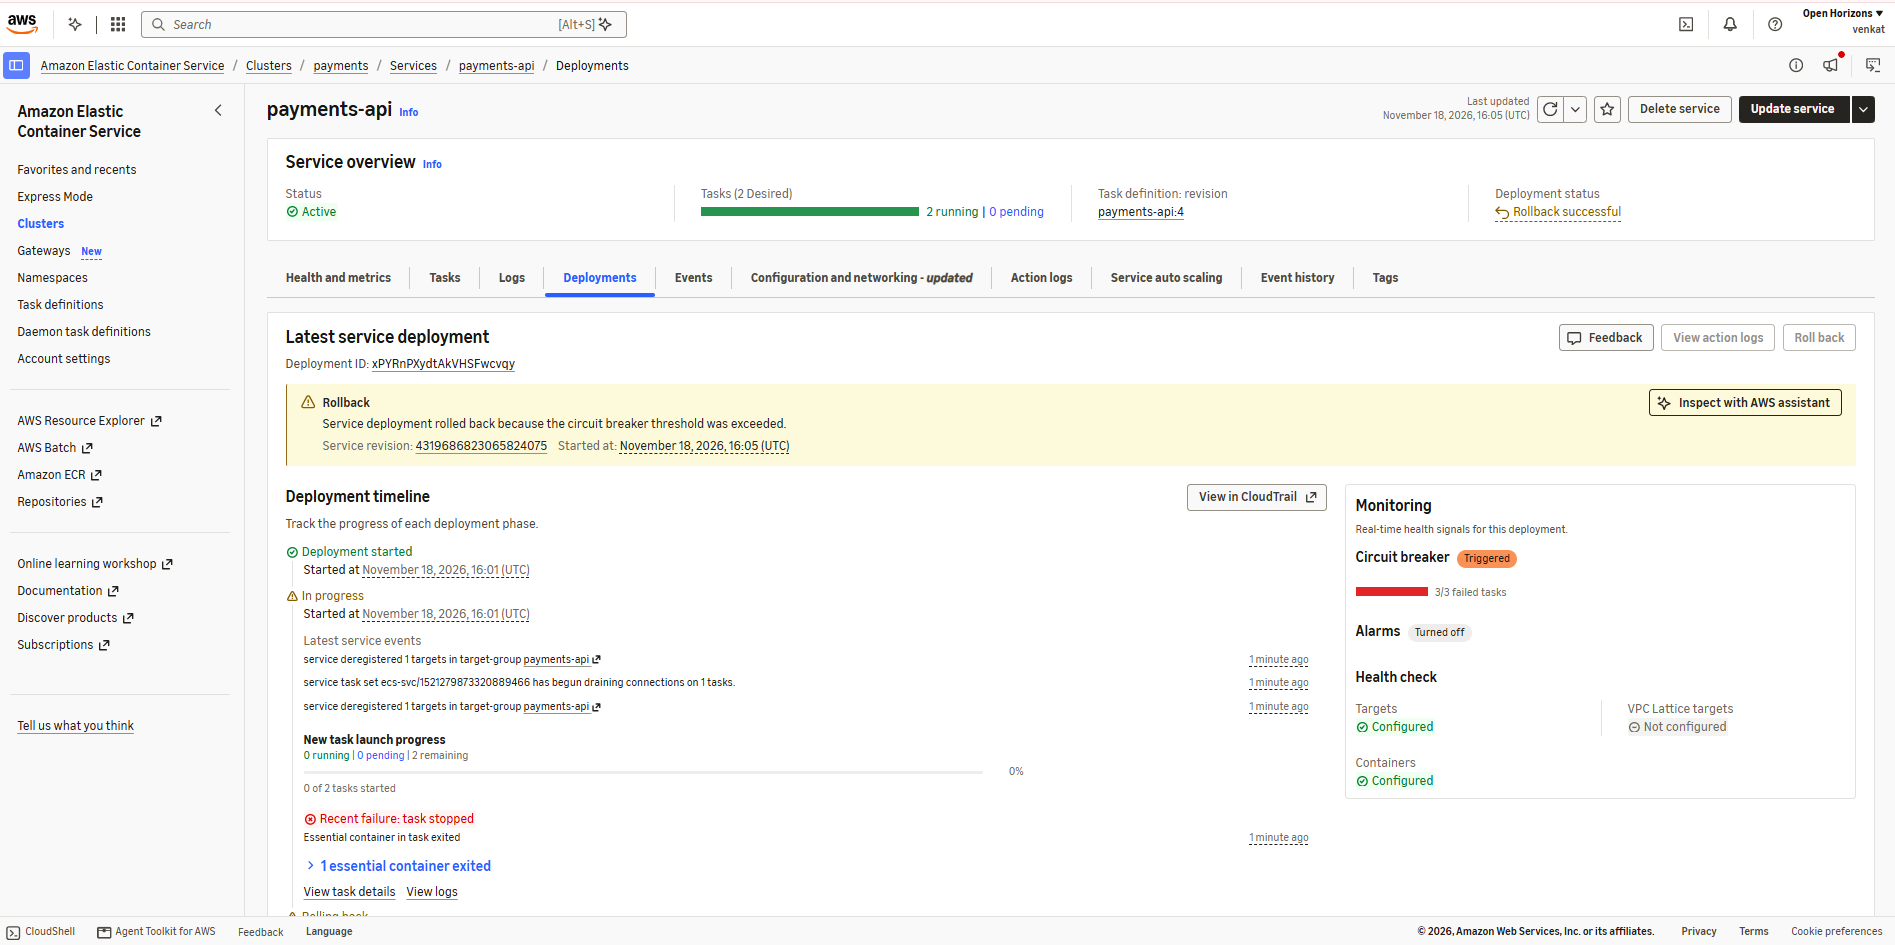 aws
Search
[Alt+S]
Open Horizons
venkat
Amazon Elastic Container Service / Clusters / payments / Services / payments-api / Deployments
Amazon Elastic
Container Service
Favorites and recents
Express Mode
Clusters
Gateways New
Namespaces
Task definitions
Daemon task definitions
Account settings
AWS Resource Explorer
AWS Batch
Amazon ECR
Repositories
Online learning workshop
Documentation
Discover products
Subscriptions
Tell us what you think
payments-api Info
Last updated
November 18, 2026, 16:05 (UTC)
Delete service
Update service
Service overview Info
Status
Active
Tasks (2 Desired)
2 running | 0 pending
Task definition: revision
payments-api:4
Deployment status
Rollback successful
Health and metrics
Tasks
Logs
Deployments
Events
Configuration and networking - updated
Action logs
Service auto scaling
Event history
Tags
Latest service deployment
Feedback
View action logs
Roll back
Deployment ID: xPYRnPXydtAkVHSFwcvqy
Rollback
Service deployment rolled back because the circuit breaker threshold was exceeded.
Service revision: 4319686823065824075 Started at: November 18, 2026, 16:05 (UTC)
Inspect with AWS assistant
Deployment timeline
View in CloudTrail
Track the progress of each deployment phase.
Deployment started
Started at November 18, 2026, 16:01 (UTC)
In progress
Started at November 18, 2026, 16:01 (UTC)
Latest service events
service deregistered 1 targets in target-group payments-api 1 minute ago
service task set ecs-svc/1521279873320889466 has begun draining connections on 1 tasks. 1 minute ago
service deregistered 1 targets in target-group payments-api 1 minute ago
New task launch progress
0 running | 0 pending | 2 remaining
0%
0 of 2 tasks started
Recent failure: task stopped
Essential container in task exited 1 minute ago
1 essential container exited
View task details View logs
Rolling back
Monitoring
Real-time health signals for this deployment.
Circuit breaker Triggered
3/3 failed tasks
Alarms Turned off
Health check
Targets
Configured
VPC Lattice targets
Not configured
Containers
Configured
CloudShell
Agent Toolkit for AWS
Feedback
Language
© 2026, Amazon Web Services, Inc. or its affiliates.
Privacy
Terms
Cookie preferences